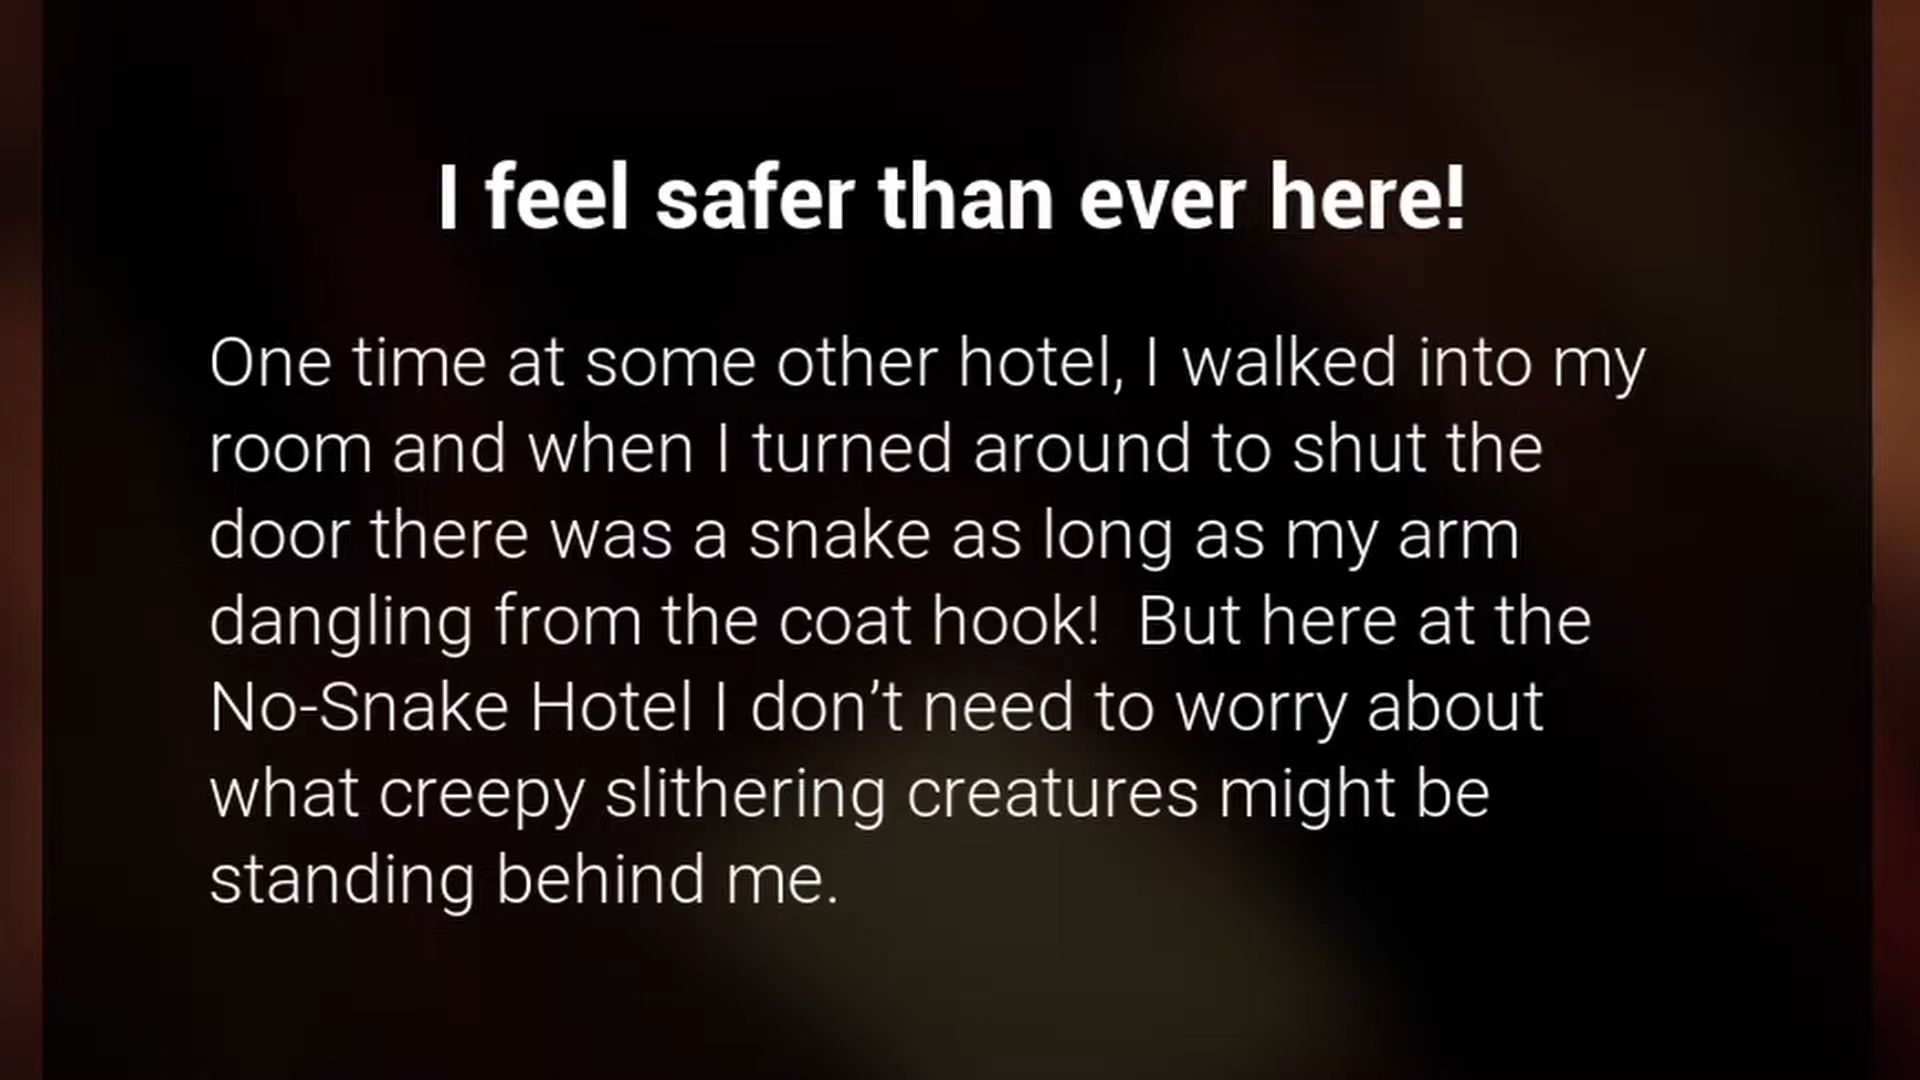 I feel safer than ever here!
One time at some other hotel, I walked into my
room and when I turned around to shut the
door there was a snake as long as my arm
dangling from the coat hook!  But here at the
No-Snake Hotel I don’t need to worry about
what creepy slithering creatures might be
standing behind me.